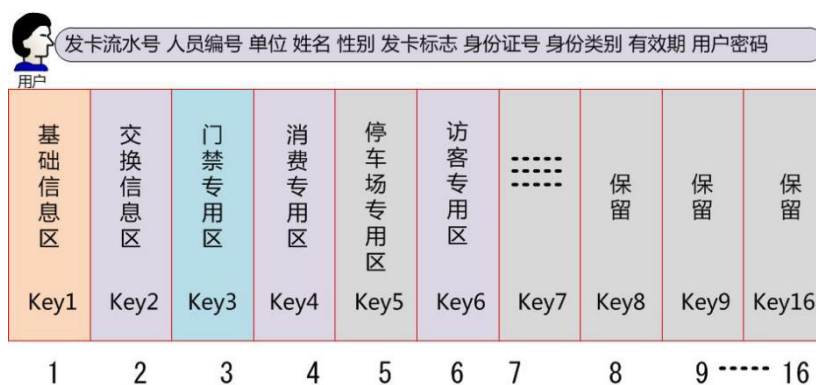 发卡流水号 人员编号 单位 姓名 性别 发卡标志 身份证号 身份类别 有效期 用户密码
用户
基础信息区
交换信息区
门禁专用区
消费专用区
停车场专用区
访客专用区
保留
保留
保留
Key1 Key2 Key3 Key4 Key5 Key6 Key7 Key8 Key9 Key16
1 2 3 4 5 6 7 8 9 ----- 16